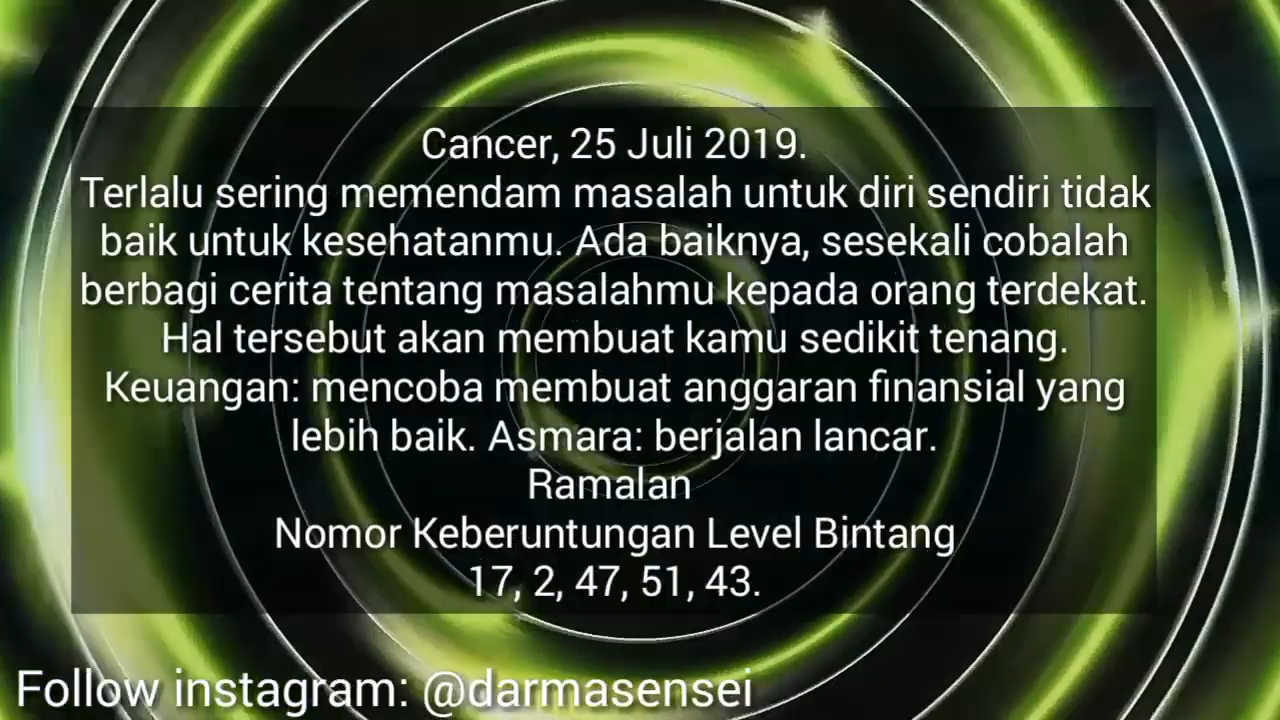 Cancer, 25 Juli 2019.
Terlalu sering memendam masalah untuk diri sendiri tidak
baik untuk kesehatanmu. Ada baiknya, sesekali cobalah
berbagi cerita tentang masalahmu kepada orang terdekat.
Hal tersebut akan membuat kamu sedikit tenang.
Keuangan: mencoba membuat anggaran finansial yang
lebih baik. Asmara: berjalan lancar.
Ramalan
Nomor Keberuntungan Level Bintang
17, 2, 47, 51, 43.
Follow instagram: @darmasensei